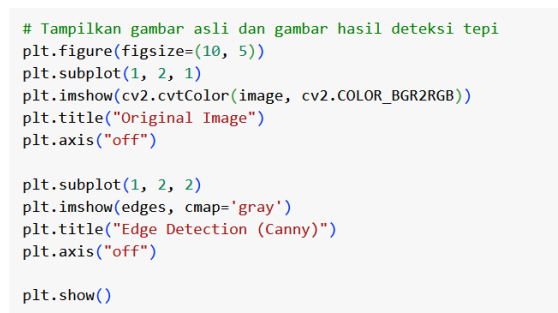 # Tampilkan gambar asli dan gambar hasil deteksi tepi
plt.figure(figsize=(10, 5))
plt.subplot(1, 2, 1)
plt.imshow(cv2.cvtColor(image, cv2.COLOR_BGR2RGB))
plt.title("Original Image")
plt.axis("off")
plt.subplot(1, 2, 2)
plt.imshow(edges, cmap='gray')
plt.title("Edge Detection (Canny)")
plt.axis("off")
plt.show()